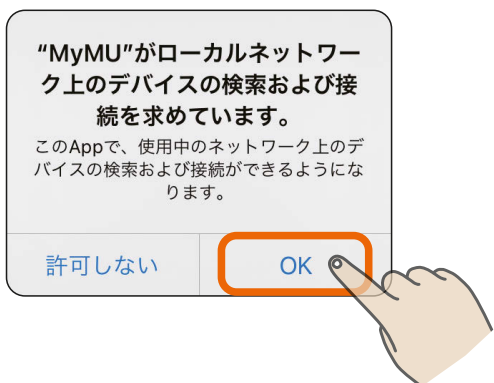 “MyMU”がローカルネットワー
ク上のデバイスの検索および接
続を求めています。
このAppで、使用中のネットワーク上のデ
バイスの検索および接続ができるようにな
ります。
許可しない
OK